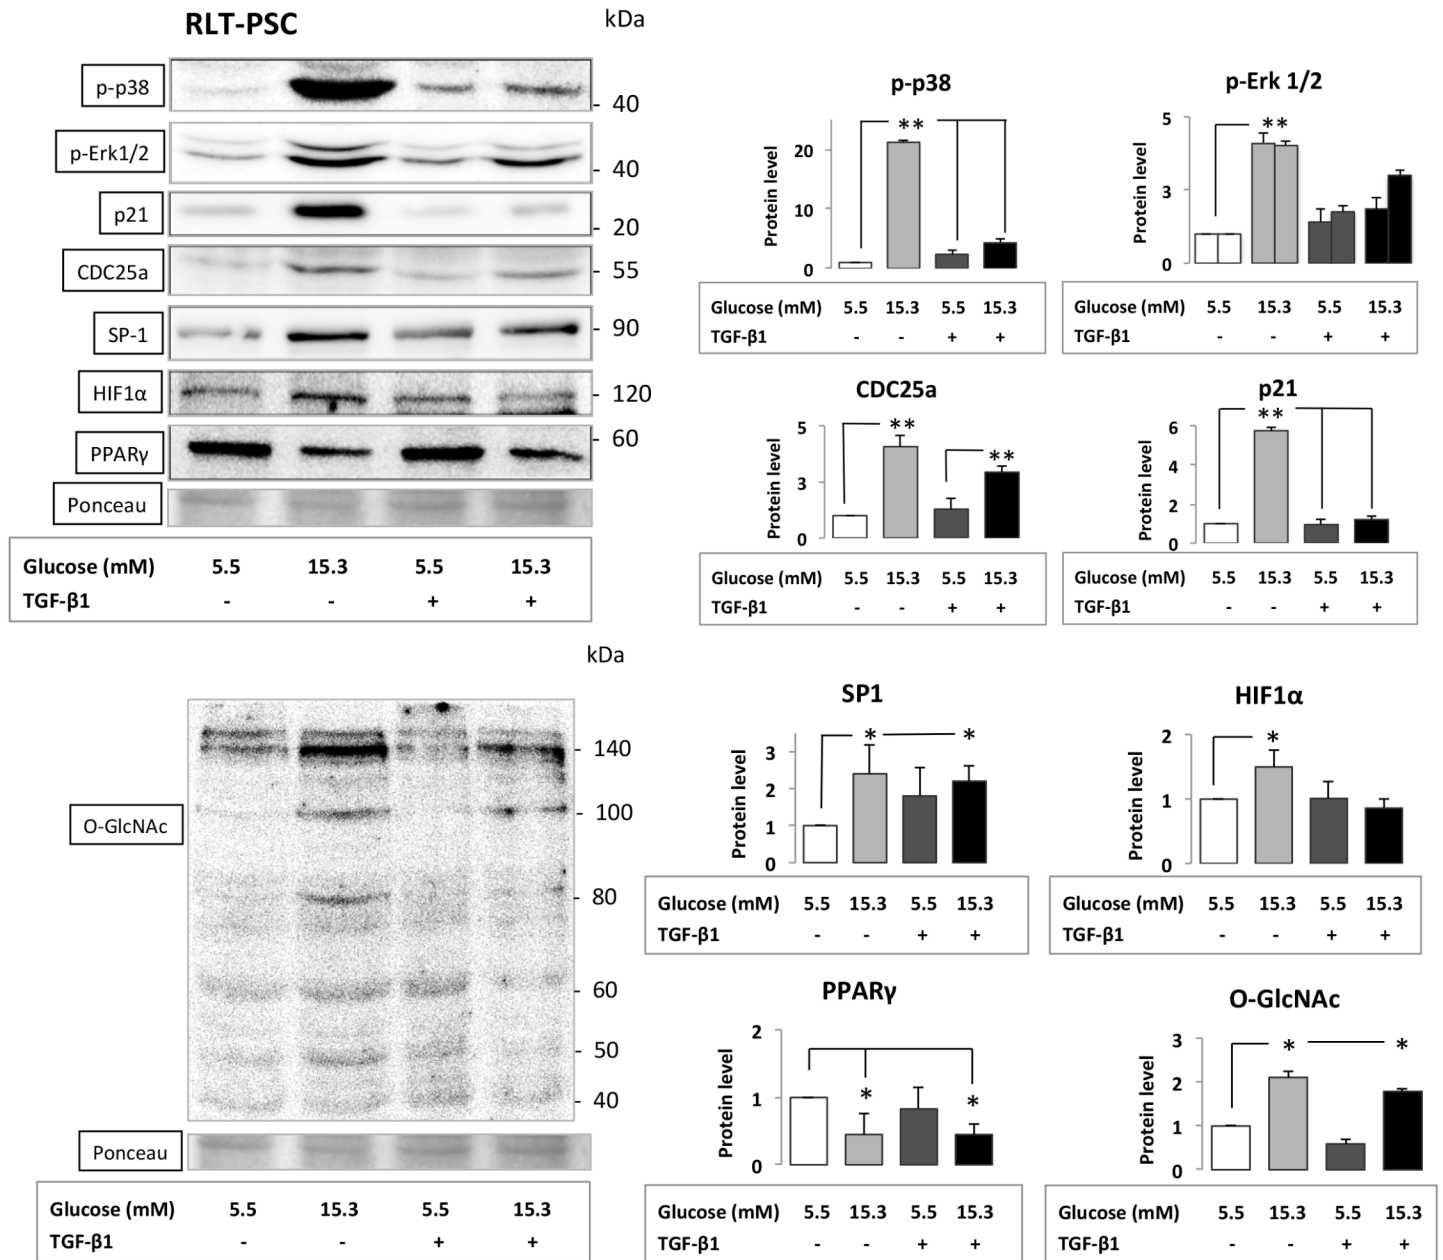 RLT-PSC
kDa
p-p38
40
p-Erk1/2
40
p21
20
CDC25a
55
SP-1
90
HIF1α
120
PPARγ
60
Ponceau
Glucose (mM) 5.5 15.3 5.5 15.3
TGF-β1 - - + +
p-p38
Protein level
20
10
0
**
Glucose (mM) 5.5 15.3 5.5 15.3
TGF-β1 - - + +
p-Erk 1/2
Protein level
5
3
0
**
Glucose (mM) 5.5 15.3 5.5 15.3
TGF-β1 - - + +
CDC25a
Protein level
5
3
0
** **
Glucose (mM) 5.5 15.3 5.5 15.3
TGF-β1 - - + +
p21
Protein level
6
4
2
0
**
Glucose (mM) 5.5 15.3 5.5 15.3
TGF-β1 - - + +
kDa
O-GlcNAc
140
100
80
60
50
40
Ponceau
Glucose (mM) 5.5 15.3 5.5 15.3
TGF-β1 - - + +
SP1
Protein level
3
2
1
0
* *
Glucose (mM) 5.5 15.3 5.5 15.3
TGF-β1 - - + +
HIF1α
Protein level
2
1
0
*
Glucose (mM) 5.5 15.3 5.5 15.3
TGF-β1 - - + +
PPARγ
Protein level
2
1
0
* *
Glucose (mM) 5.5 15.3 5.5 15.3
TGF-β1 - - + +
O-GlcNAc
Protein level
3
2
1
0
* *
Glucose (mM) 5.5 15.3 5.5 15.3
TGF-β1 - - + +